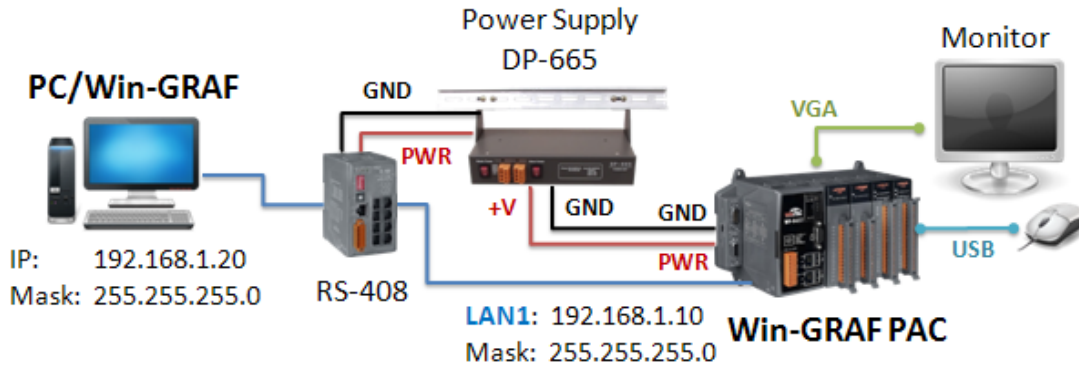 Power Supply
DP-665
Monitor
PC/Win-GRAF
GND
VGA
PWR
+V
GND
GND
PWR
USB
IP: 192.168.1.20
Mask: 255.255.255.0
RS-408
LAN1: 192.168.1.10
Mask: 255.255.255.0
Win-GRAF PAC